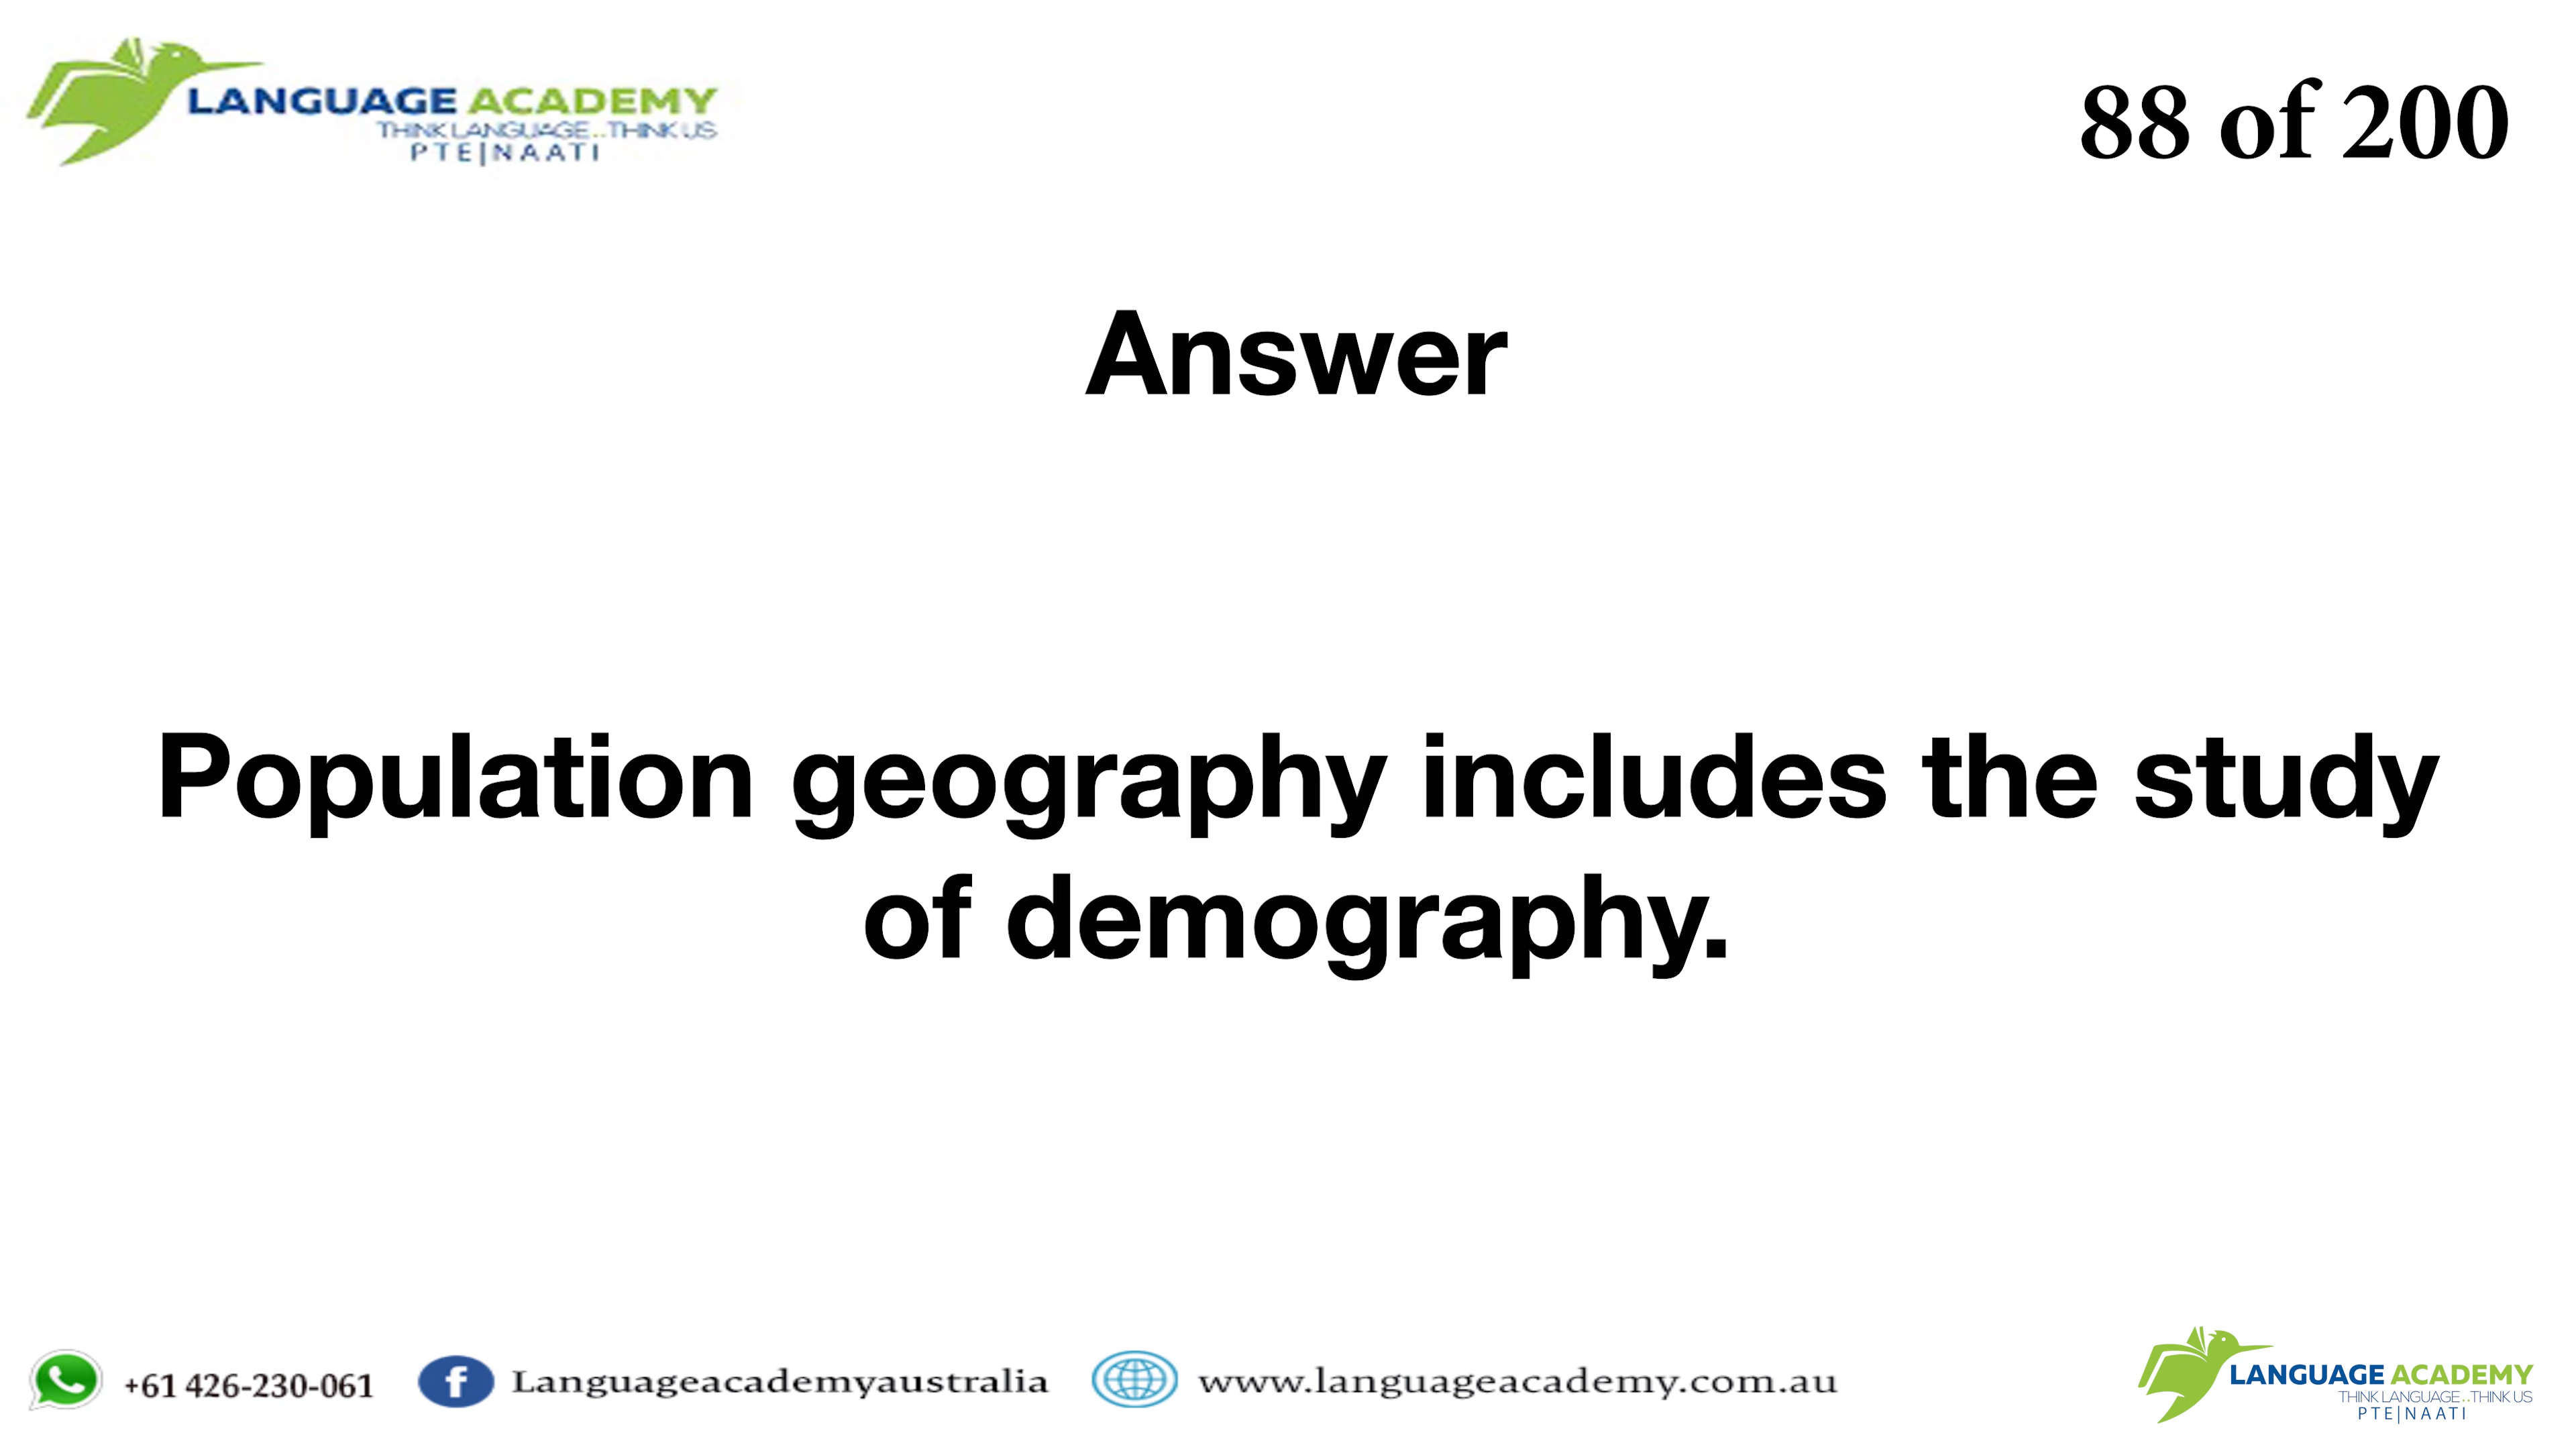 LANGUAGE ACADEMY
THINK LANGUAGE..THINK US
PTE|NAATI
88 of 200
Answer
Population geography includes the study
of demography.
+61 426-230-061
Languageacademyaustralia
www.languageacademy.com.au
LANGUAGE ACADEMY
THINK LANGUAGE..THINK US
PTE|NAATI